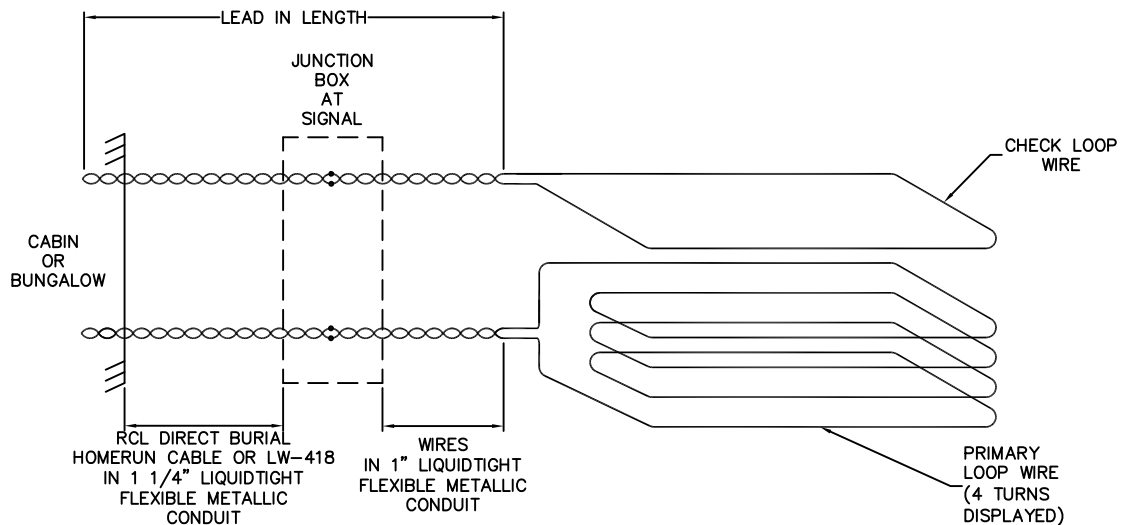 LEAD IN LENGTH
JUNCTION
BOX
AT
SIGNAL
CHECK LOOP
WIRE
CABIN
OR
BUNGALOW
RCL DIRECT BURIAL
HOMERUN CABLE OR LW-418
IN 1 1/4" LIQUIDTIGHT
FLEXIBLE METALLIC
CONDUIT
WIRES
IN 1" LIQUIDTIGHT
FLEXIBLE METALLIC
CONDUIT
PRIMARY
LOOP WIRE
(4 TURNS
DISPLAYED)